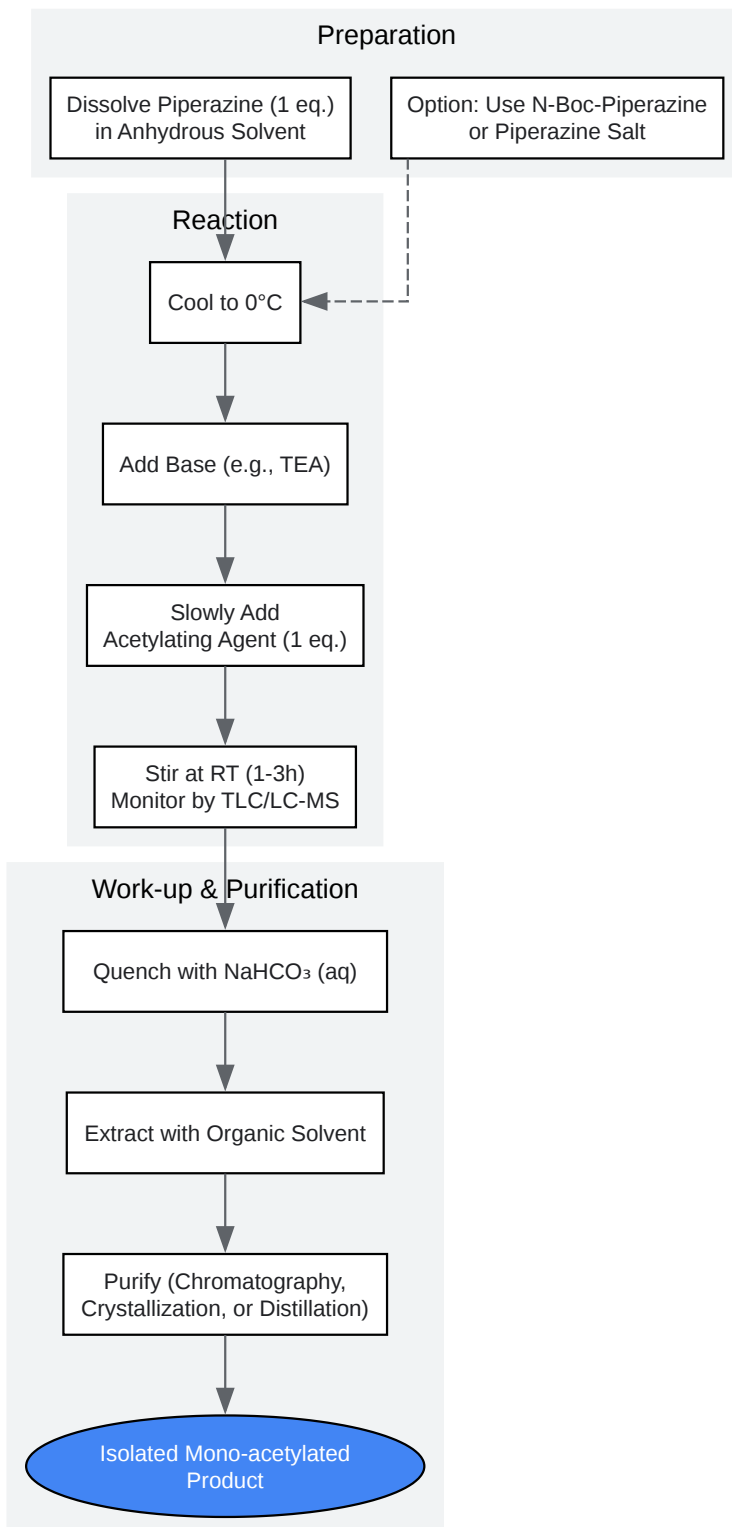 Preparation
Dissolve Piperazine (1 eq.)
in Anhydrous Solvent
Option: Use N-Boc-Piperazine
or Piperazine Salt
Reaction
Cool to 0°C
Add Base (e.g., TEA)
Slowly Add
Acetylating Agent (1 eq.)
Stir at RT (1-3h)
Monitor by TLC/LC-MS
Work-up & Purification
Quench with NaHCO₃ (aq)
Extract with Organic Solvent
Purify (Chromatography,
Crystallization, or Distillation)
Isolated Mono-acetylated
Product